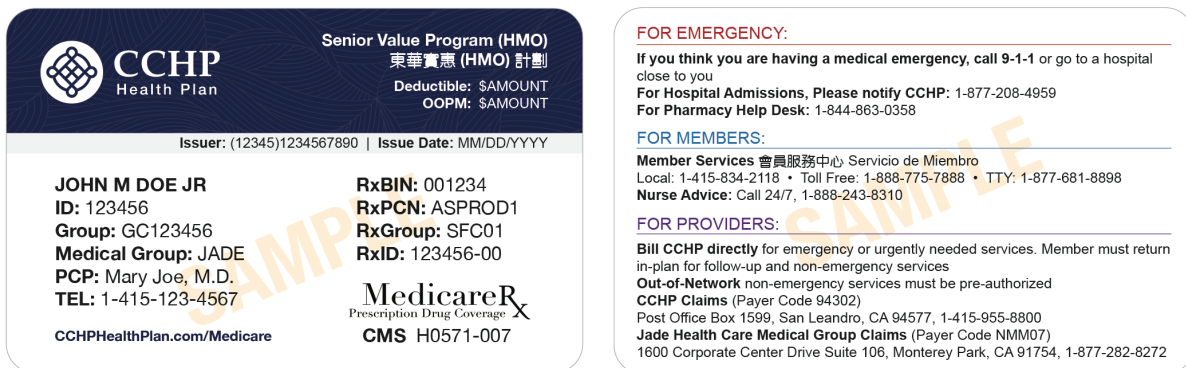 CCHP
Health Plan
Senior Value Program (HMO)
東華實惠 (HMO) 計劃
Deductible: $AMOUNT
OOPM: $AMOUNT
Issuer: (12345)1234567890 | Issue Date: MM/DD/YYYY
JOHN M DOE JR
ID: 123456
Group: GC123456
Medical Group: JADE
PCP: Mary Joe, M.D.
TEL: 1-415-123-4567
CCHPHealthPlan.com/Medicare
RxBIN: 001234
RxPCN: ASPROD1
RxGroup: SFC01
RxID: 123456-00
MedicareRx
Prescription Drug Coverage
CMS H0571-007
SAMPLE
FOR EMERGENCY:
If you think you are having a medical emergency, call 9-1-1 or go to a hospital
close to you
For Hospital Admissions, Please notify CCHP: 1-877-208-4959
For Pharmacy Help Desk: 1-844-863-0358
FOR MEMBERS:
Member Services 會員服務中心 Servicio de Miembro
Local: 1-415-834-2118 • Toll Free: 1-888-775-7888 • TTY: 1-877-681-8898
Nurse Advice: Call 24/7, 1-888-243-8310
FOR PROVIDERS:
Bill CCHP directly for emergency or urgently needed services. Member must return
in-plan for follow-up and non-emergency services
Out-of-Network non-emergency services must be pre-authorized
CCHP Claims (Payer Code 94302)
Post Office Box 1599, San Leandro, CA 94577, 1-415-955-8800
Jade Health Care Medical Group Claims (Payer Code NMM07)
1600 Corporate Center Drive Suite 106, Monterey Park, CA 91754, 1-877-282-8272
SAMPLE